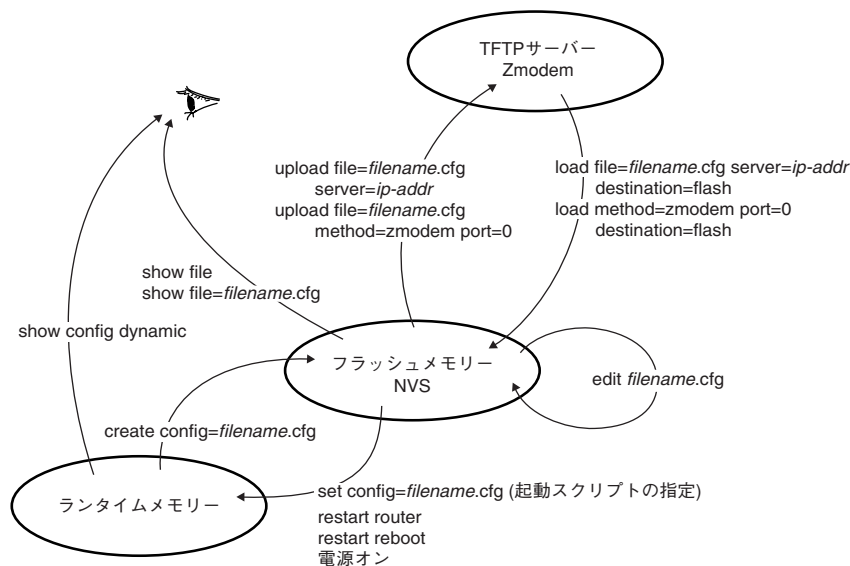 TFTPサーバー
Zmodem
upload file=filename.cfg
server=ip-addr
upload file=filename.cfg
method=zmodem port=0
load file=filename.cfg server=ip-addr
destination=flash
load method=zmodem port=0
destination=flash
show file
show file=filename.cfg
show config dynamic
フラッシュメモリー
NVS
edit filename.cfg
create config=filename.cfg
ランタイムメモリー
set config=filename.cfg (起動スクリプトの指定)
restart router
restart reboot
電源オン